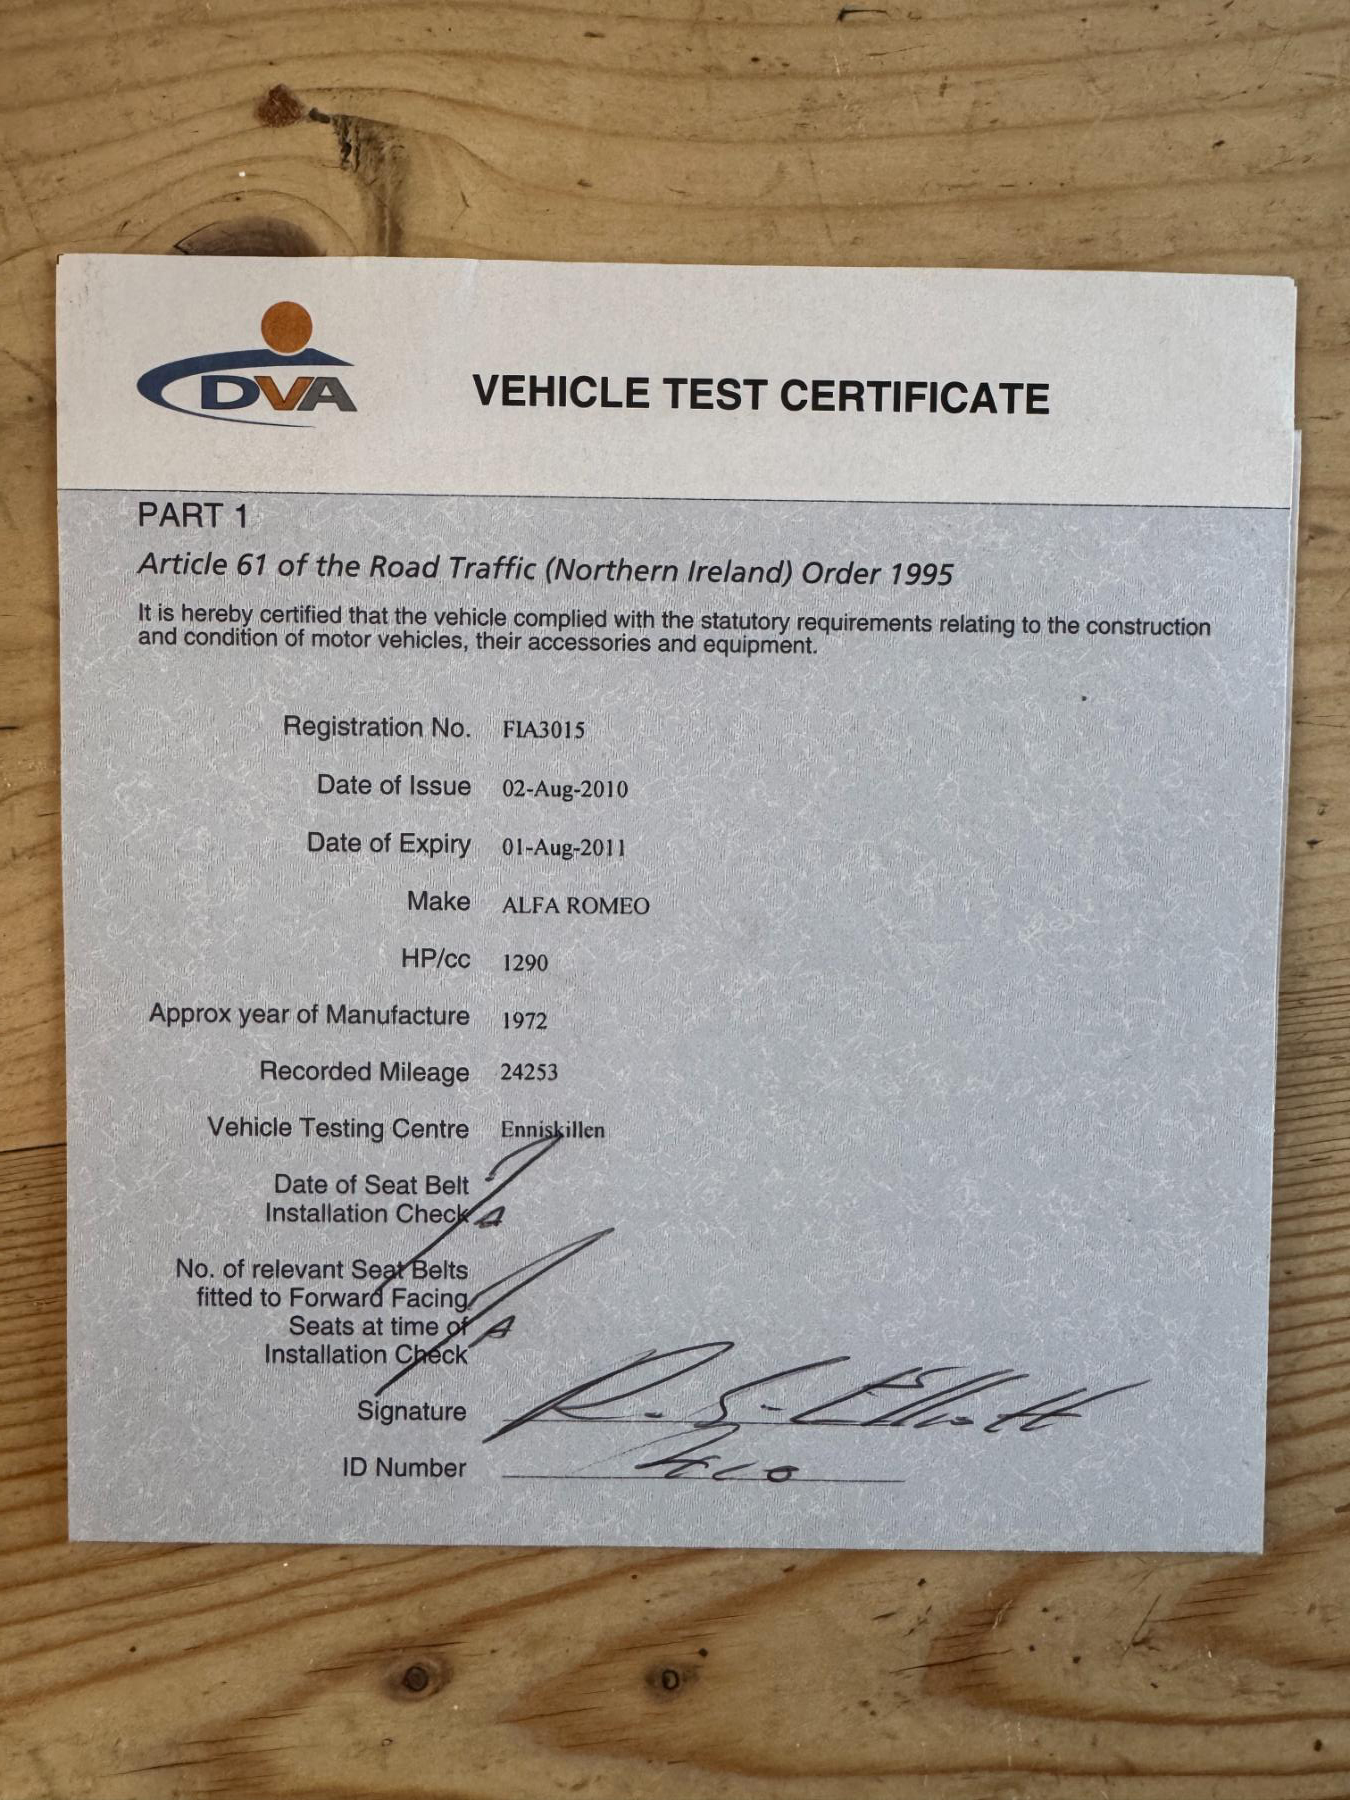 DVA
VEHICLE TEST CERTIFICATE
PART 1
Article 61 of the Road Traffic (Northern Ireland) Order 1995
It is hereby certified that the vehicle complied with the statutory requirements relating to the construction
and condition of motor vehicles, their accessories and equipment.
Registration No. FIA3015
Date of Issue 02-Aug-2010
Date of Expiry 01-Aug-2011
Make ALFA ROMEO
HP/cc 1290
Approx year of Manufacture 1972
Recorded Mileage 24253
Vehicle Testing Centre Enniskillen
Date of Seat Belt
Installation Check
No. of relevant Seat Belts
fitted to Forward Facing
Seats at time of
Installation Check
Signature R. S. Elliott
ID Number